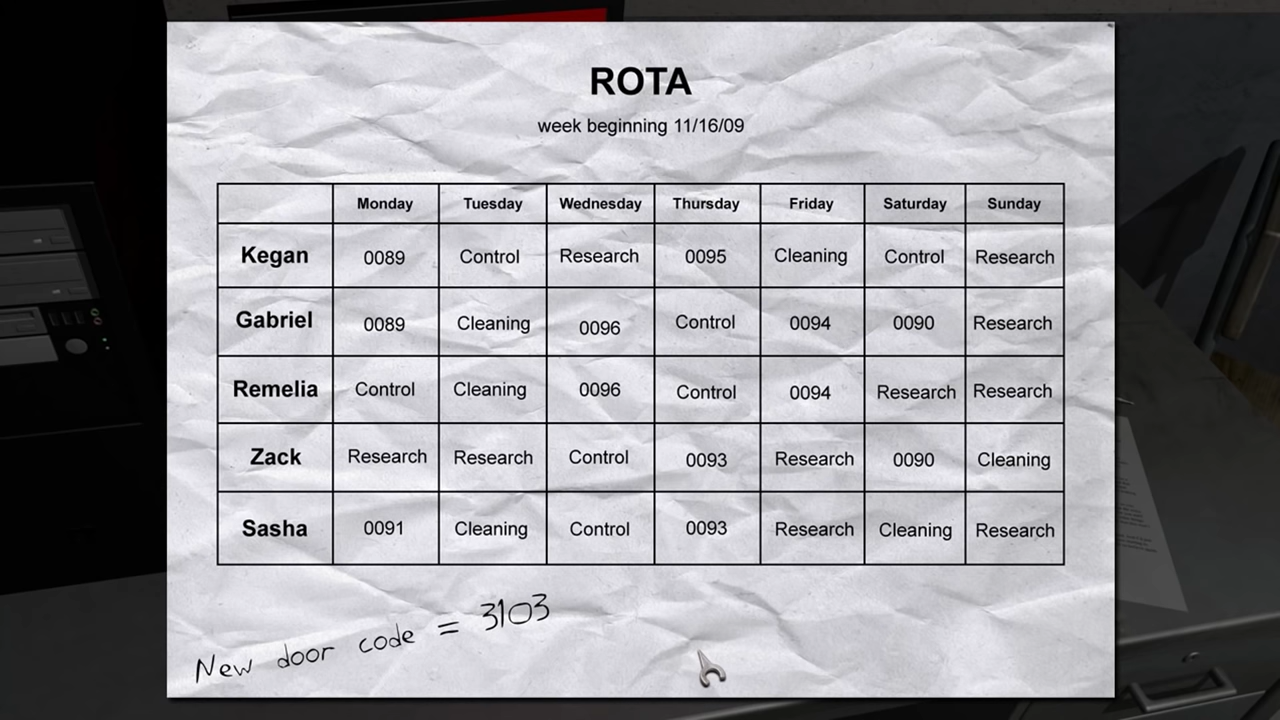 ROTA
week beginning 11/16/09
Monday Tuesday Wednesday Thursday Friday Saturday Sunday
Kegan 0089 Control Research 0095 Cleaning Control Research
Gabriel 0089 Cleaning 0096 Control 0094 0090 Research
Remelia Control Cleaning 0096 Control 0094 Research Research
Zack Research Research Control 0093 Research 0090 Cleaning
Sasha 0091 Cleaning Control 0093 Research Cleaning Research
New door code = 3103